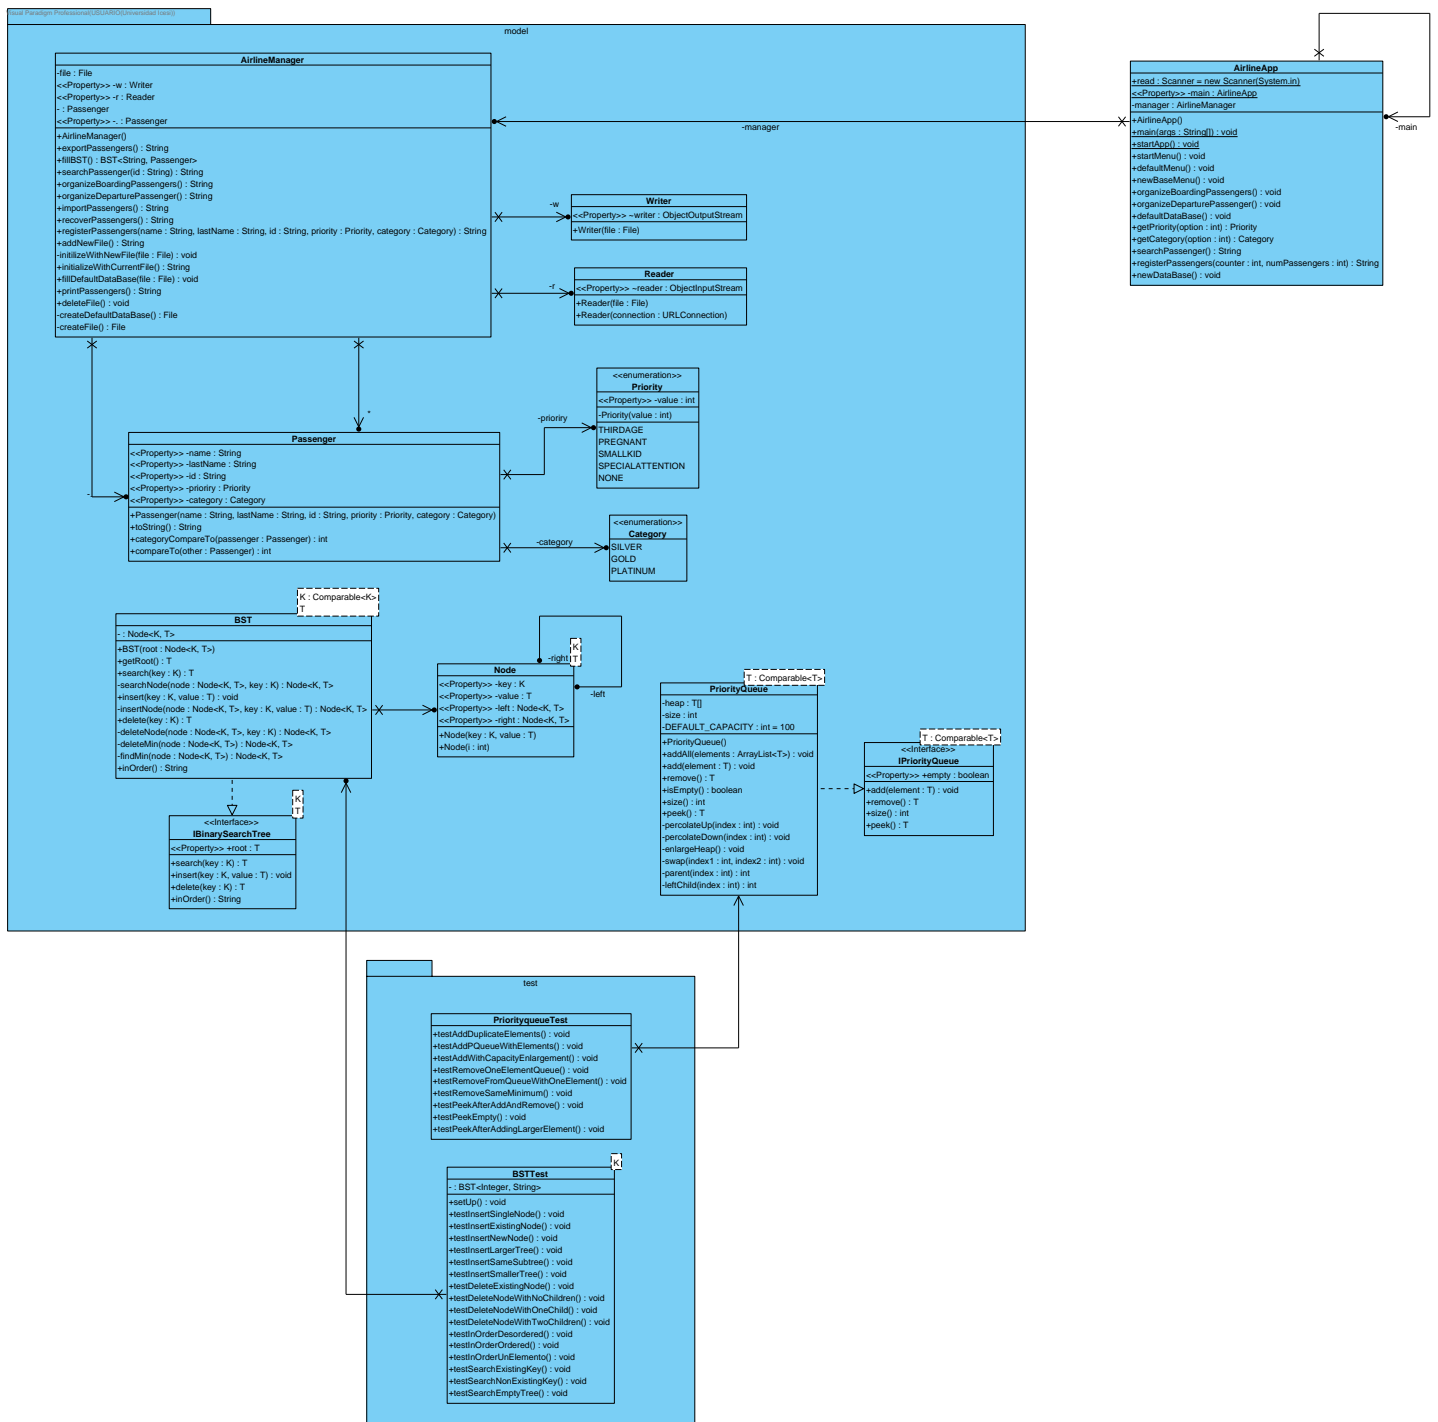 Visual Paradigm Professional(USUARIO(Universidad Icesi))
model
AirlineManager
-file : File
<<Property>> -w : Writer
<<Property>> -r : Reader
- : Passenger
<<Property>> -. : Passenger
+AirlineManager()
+exportPassengers() : String
+fillBST() : BST<String, Passenger>
+searchPassenger(id : String) : String
+organizeBoardingPassengers() : String
+organizeDeparturePassenger() : String
+importPassengers() : String
+recoverPassengers() : String
+registerPassengers(name : String, lastName : String, id : String, priority : Priority, category : Category) : String
+addNewFile() : String
-initilizeWithNewFile(file : File) : void
+initializeWithCurrentFile() : String
+fillDefaultDataBase(file : File) : void
+printPassengers() : String
+deleteFile() : void
-createDefaultDataBase() : File
-createFile() : File
-manager
AirlineApp
+read : Scanner = new Scanner(System.in)
<<Property>> -main : AirlineApp
-manager : AirlineManager
+AirlineApp()
+main(args : String[]) : void
+startApp() : void
+startMenu() : void
+defaultMenu() : void
+newBaseMenu() : void
+organizeBoardingPassengers() : void
+organizeDeparturePassenger() : void
+defaultDataBase() : void
+getPriority(option : int) : Priority
+getCategory(option : int) : Category
+searchPassenger() : String
+registerPassengers(counter : int, numPassengers : int) : String
+newDataBase() : void
-main
-w
Writer
<<Property>> ~writer : ObjectOutputStream
+Writer(file : File)
-r
Reader
<<Property>> ~reader : ObjectInputStream
+Reader(file : File)
+Reader(connection : URLConnection)
*
-
Passenger
<<Property>> -name : String
<<Property>> -lastName : String
<<Property>> -id : String
<<Property>> -prioriry : Priority
<<Property>> -category : Category
+Passenger(name : String, lastName : String, id : String, priority : Priority, category : Category)
+toString() : String
+categoryCompareTo(passenger : Passenger) : int
+compareTo(other : Passenger) : int
-prioriry
<<enumeration>>
Priority
<<Property>> -value : int
-Priority(value : int)
THIRDAGE
PREGNANT
SMALLKID
SPECIALATTENTION
NONE
-category
<<enumeration>>
Category
SILVER
GOLD
PLATINUM
K : Comparable<K>
T
BST
- : Node<K, T>
+BST(root : Node<K, T>)
+getRoot() : T
+search(key : K) : T
-searchNode(node : Node<K, T>, key : K) : Node<K, T>
+insert(key : K, value : T) : void
-insertNode(node : Node<K, T>, key : K, value : T) : Node<K, T>
+delete(key : K) : T
-deleteNode(node : Node<K, T>, key : K) : Node<K, T>
-deleteMin(node : Node<K, T>) : Node<K, T>
-findMin(node : Node<K, T>) : Node<K, T>
+inOrder() : String
-right
-left
K
T
Node
<<Property>> -key : K
<<Property>> -value : T
<<Property>> -left : Node<K, T>
<<Property>> -right : Node<K, T>
+Node(key : K, value : T)
+Node(i : int)
K
T
<<Interface>>
IBinarySearchTree
<<Property>> +root : T
+search(key : K) : T
+insert(key : K, value : T) : void
+delete(key : K) : T
+inOrder() : String
T : Comparable<T>
PriorityQueue
-heap : T[]
-size : int
-DEFAULT_CAPACITY : int = 100
+PriorityQueue()
+addAll(elements : ArrayList<T>) : void
+add(element : T) : void
+remove() : T
+isEmpty() : boolean
+size() : int
+peek() : T
-percolateUp(index : int) : void
-percolateDown(index : int) : void
-enlargeHeap() : void
-swap(index1 : int, index2 : int) : void
-parent(index : int) : int
-leftChild(index : int) : int
T : Comparable<T>
<<Interface>>
IPriorityQueue
<<Property>> +empty : boolean
+add(element : T) : void
+remove() : T
+size() : int
+peek() : T
test
PriorityqueueTest
+testAddDuplicateElements() : void
+testAddPQueueWithElements() : void
+testAddWithCapacityEnlargement() : void
+testRemoveOneElementQueue() : void
+testRemoveFromQueueWithOneElement() : void
+testRemoveSameMinimum() : void
+testPeekAfterAddAndRemove() : void
+testPeekEmpty() : void
+testPeekAfterAddingLargerElement() : void
K
BSTTest
- : BST<Integer, String>
+setUp() : void
+testInsertSingleNode() : void
+testInsertExistingNode() : void
+testInsertNewNode() : void
+testInsertLargerTree() : void
+testInsertSameSubtree() : void
+testInsertSmallerTree() : void
+testDeleteExistingNode() : void
+testDeleteNodeWithNoChildren() : void
+testDeleteNodeWithOneChild() : void
+testDeleteNodeWithTwoChildren() : void
+testInOrderDesordered() : void
+testInOrderOrdered() : void
+testInOrderUnElemento() : void
+testSearchExistingKey() : void
+testSearchNonExistingKey() : void
+testSearchEmptyTree() : void